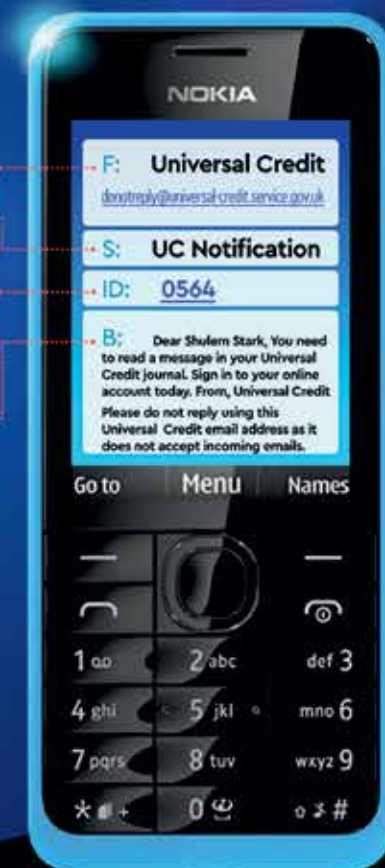 NOKIA
F: Universal Credit
donotreply@universal-credit.service.gov.uk
S: UC Notification
ID: 0564
B: Dear Shulem Stark, You need
to read a message in your Universal
Credit journal. Sign in to your online
account today. From, Universal Credit
Please do not reply using this
Universal Credit email address as it
does not accept incoming emails.
Go to Menu Names
1 2 abc def 3
4 ghi 5 jkl mno 6
7 pqrs 8 tuv wxyz 9
* + 0 #